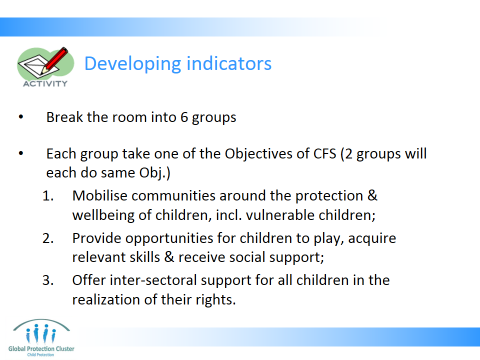 Developing indicators
ACTIVITY
• Break the room into 6 groups
• Each group take one of the Objectives of CFS (2 groups will
each do same Obj.)
1. Mobilise communities around the protection &
wellbeing of children, incl. vulnerable children;
2. Provide opportunities for children to play, acquire
relevant skills & receive social support;
3. Offer inter-sectoral support for all children in the
realization of their rights.
Global Protection Cluster
Child Protection